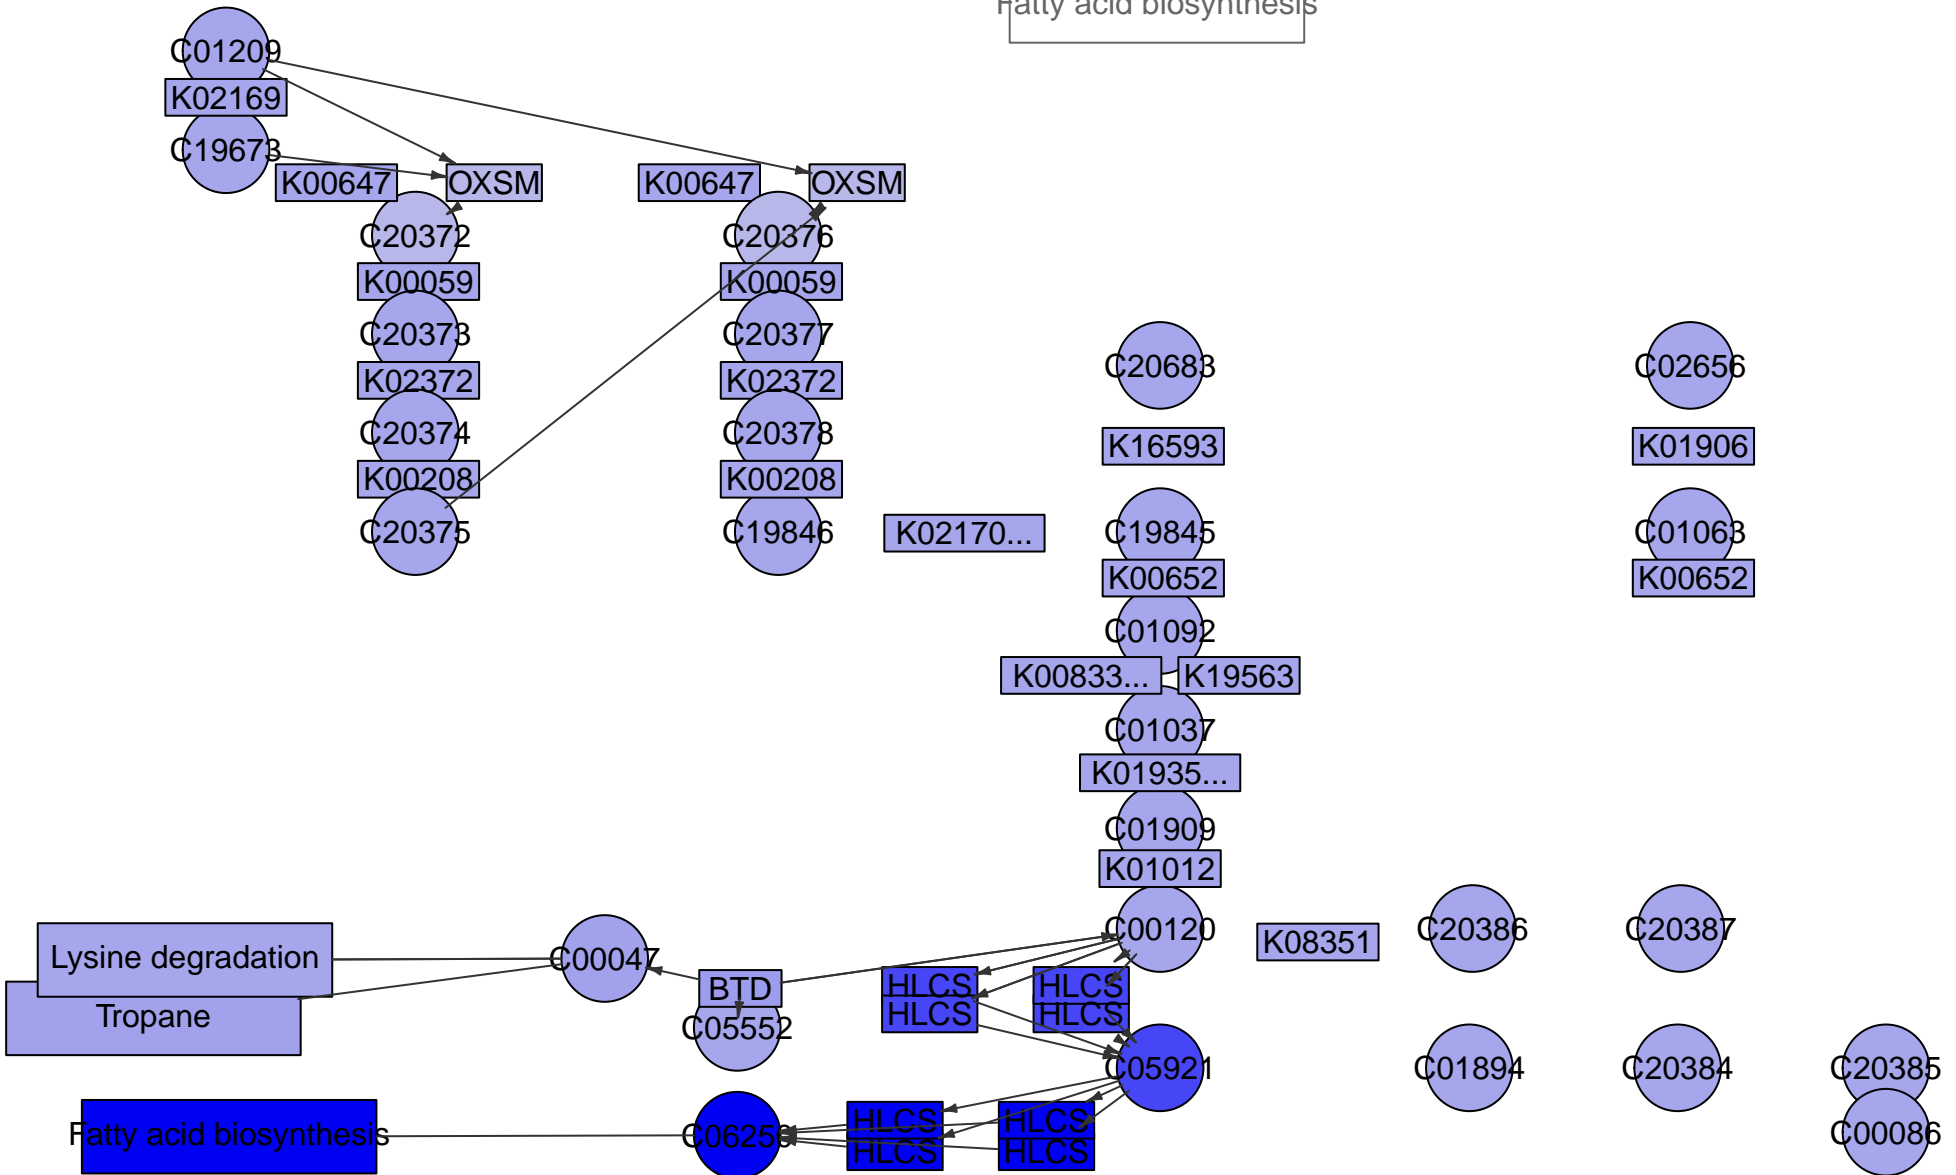 Fatty acid biosynthesis
C01209
K02169
C19673
K00647
OXSM
K00647
OXSM
C20372
C20376
K00059
K00059
C20373
C20377
C20683
C02656
K02372
K02372
C20374
C20378
K16593
K01906
K00208
K00208
C20375
C19846
K02170...
C19845
C01063
K00652
K00652
C01092
K00833...
K19563
C01037
K01935...
C01909
K01012
C00120
K08351
C20386
C20387
Lysine degradation
C00047
BTD
HLCS
HLCS
Tropane
C05552
HLCS
HLCS
C05921
C01894
C20384
C20385
Fatty acid biosynthesis
C06250
HLCS
HLCS
HLCS
HLCS
C00086